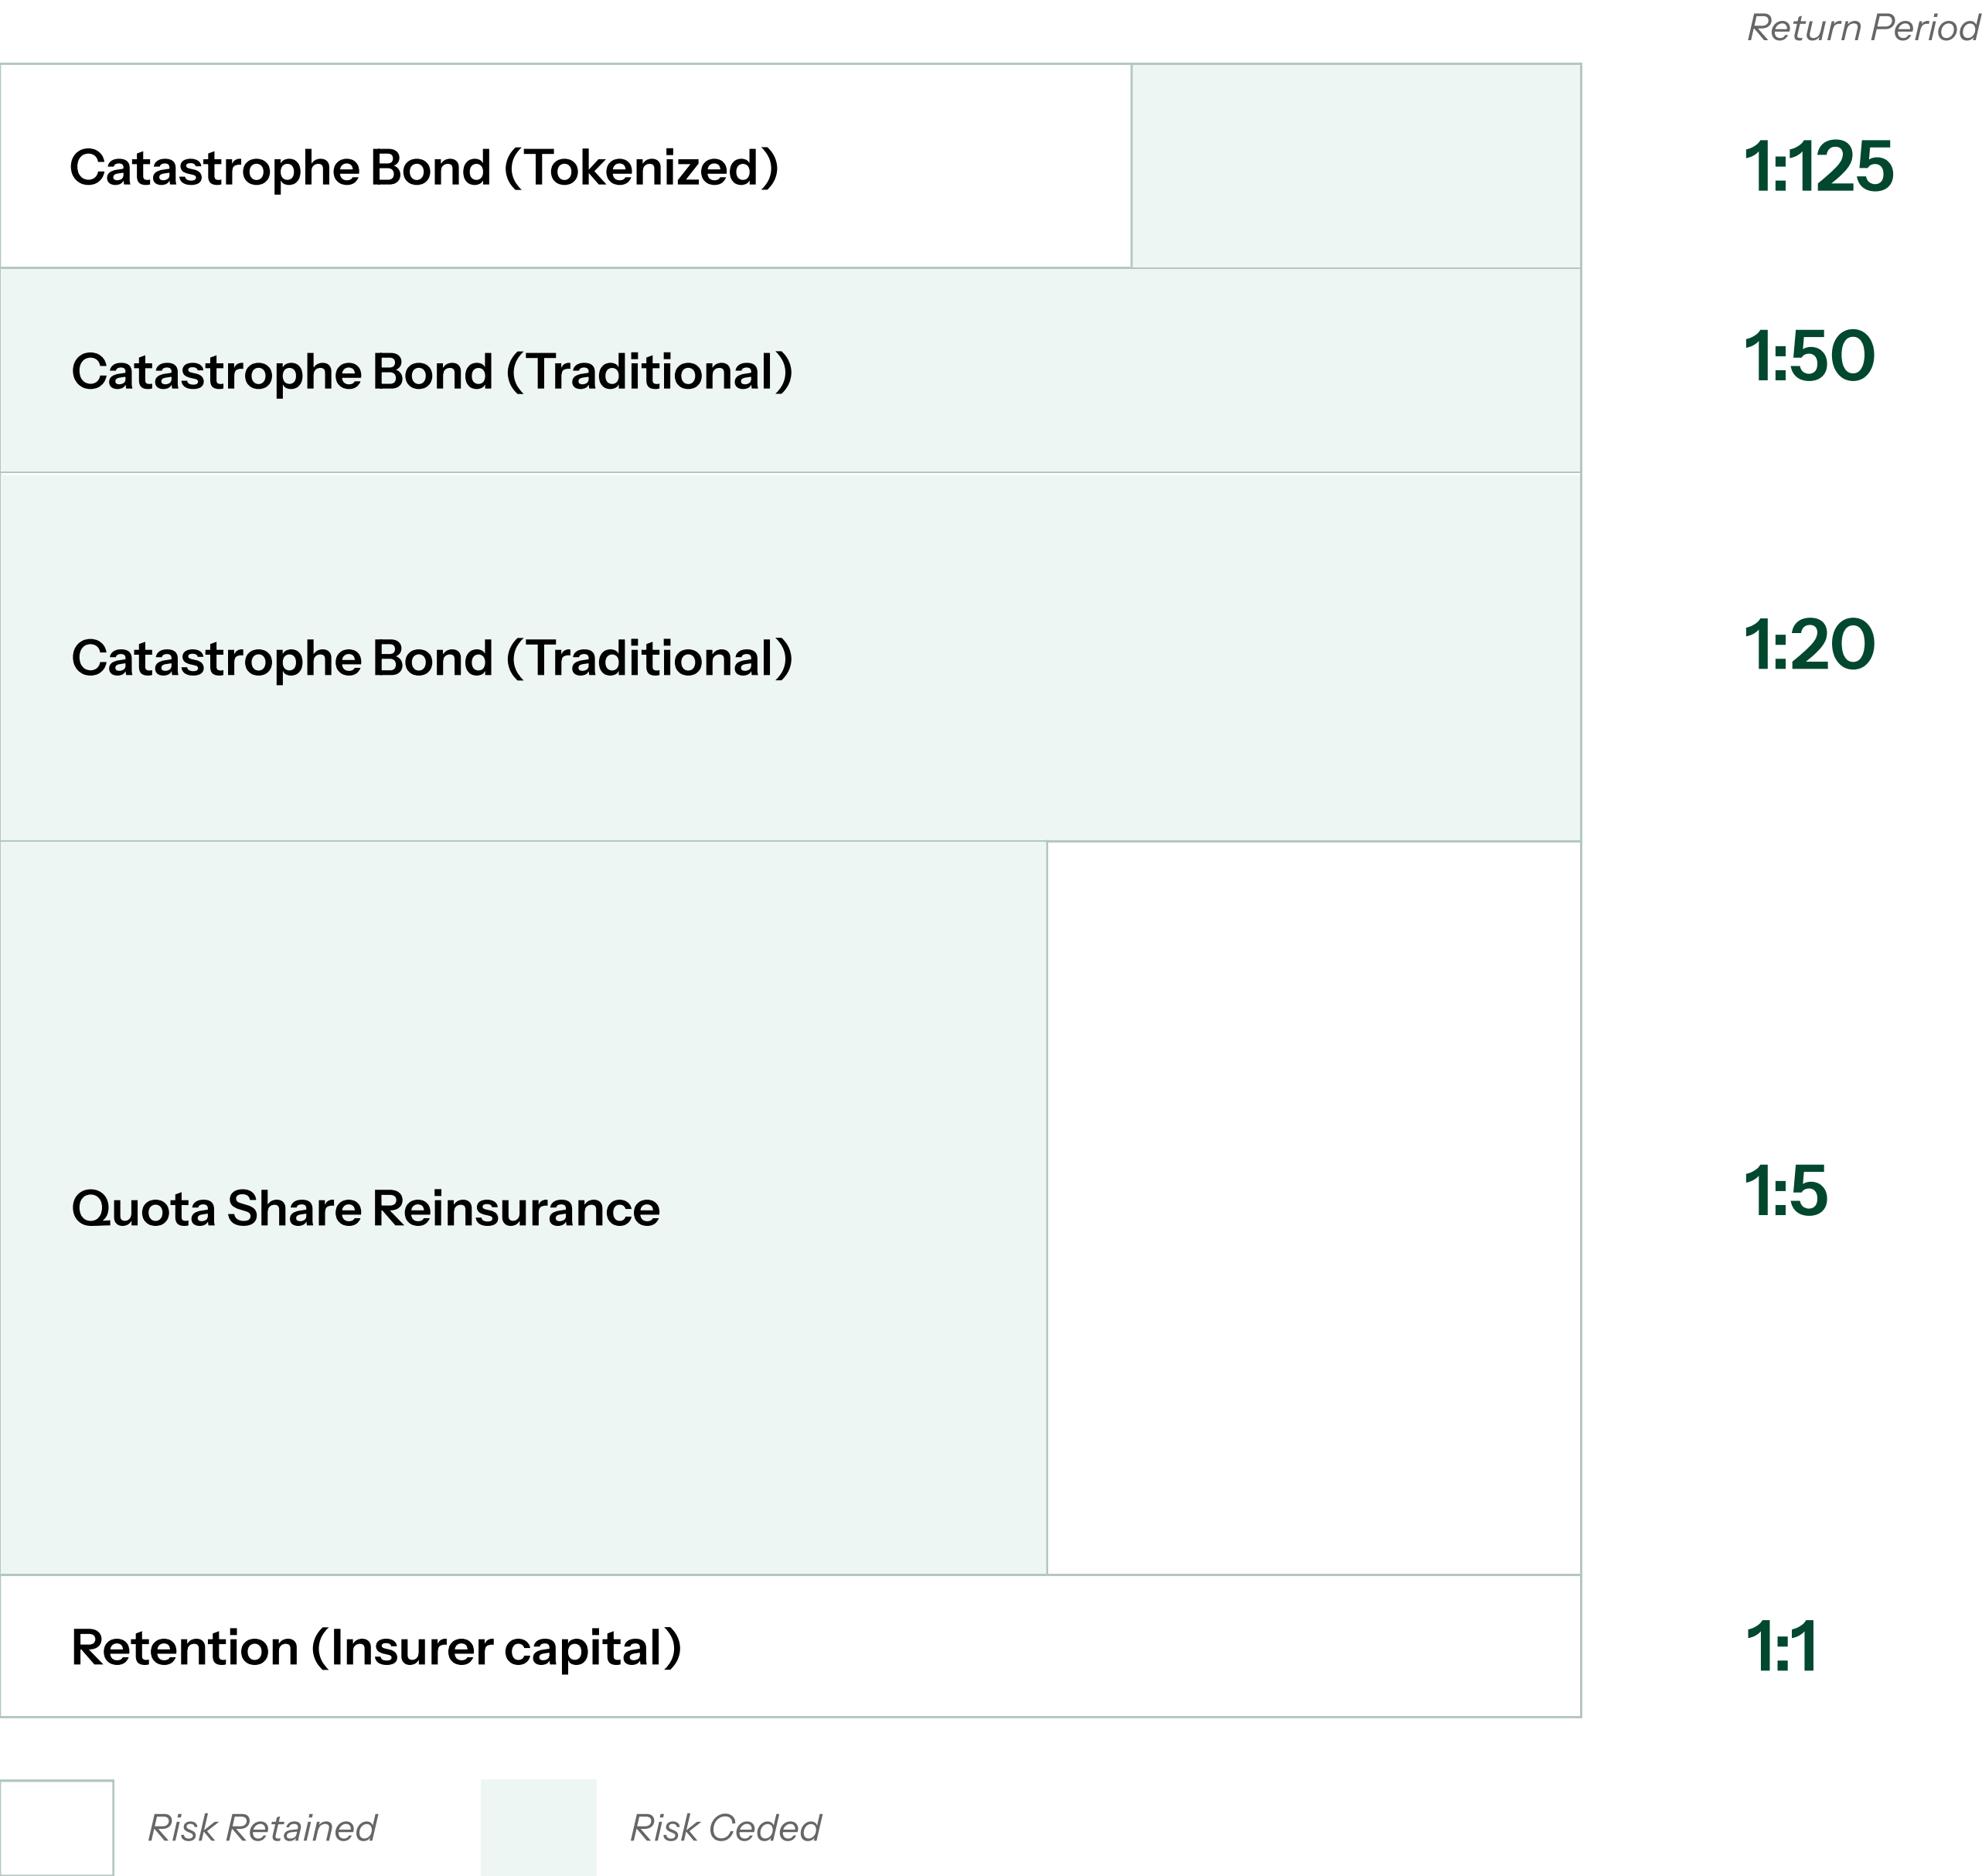 Return Period
Catastrophe Bond (Tokenized)
1:125
Catastrophe Bond (Traditional)
1:50
Catastrophe Bond (Traditional)
1:20
Quota Share Reinsurance
1:5
Retention (Insurer capital)
1:1
Risk Retained
Risk Ceded